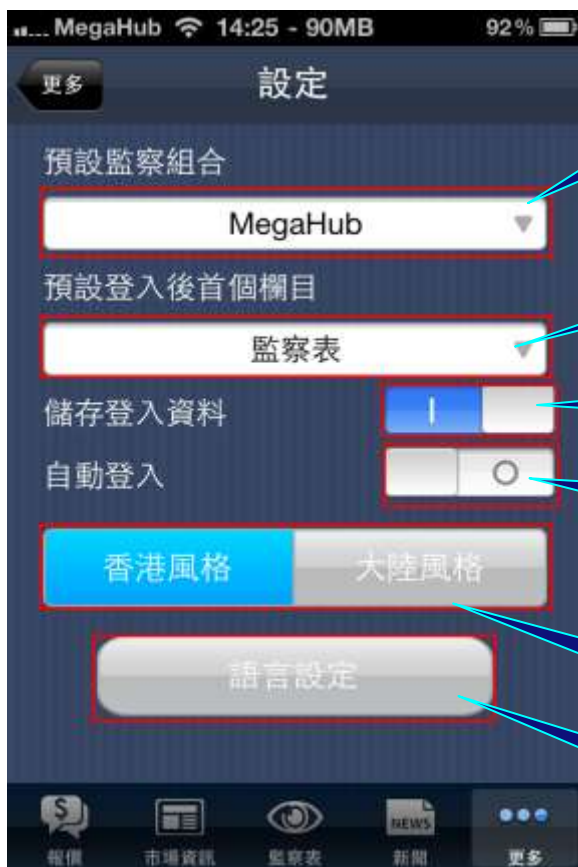 ... MegaHub 14:25 - 90MB 92%
更多 設定
預設監察組合
MegaHub
預設登入後首個欄目
監察表
儲存登入資料
自動登入
香港風格 大陸風格
語言設定
報價 市場資訊 監察表 新聞 更多
NEWS